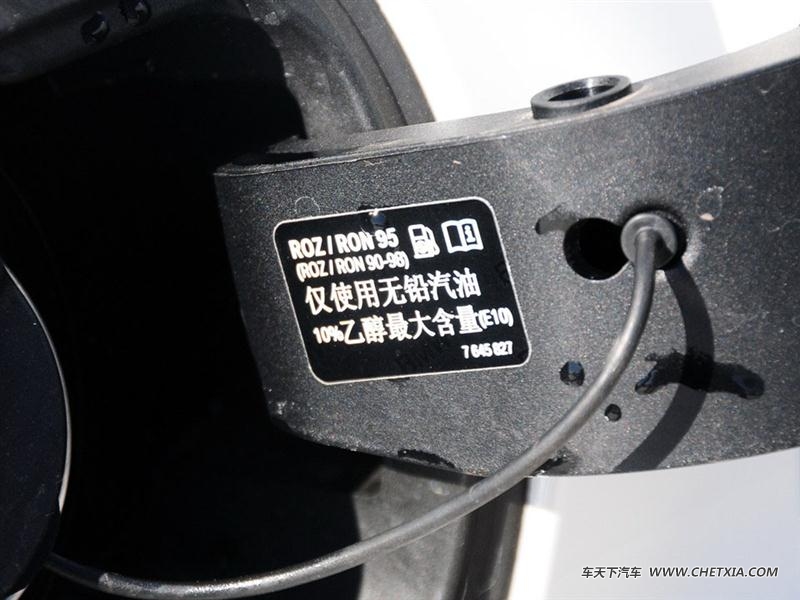 ROZ/RON 95
(ROZ/RON 90-98)
仅使用无铅汽油
10%乙醇最大含量(E10)
7 645 827
车天下汽车 WWW.CHETXIA.COM